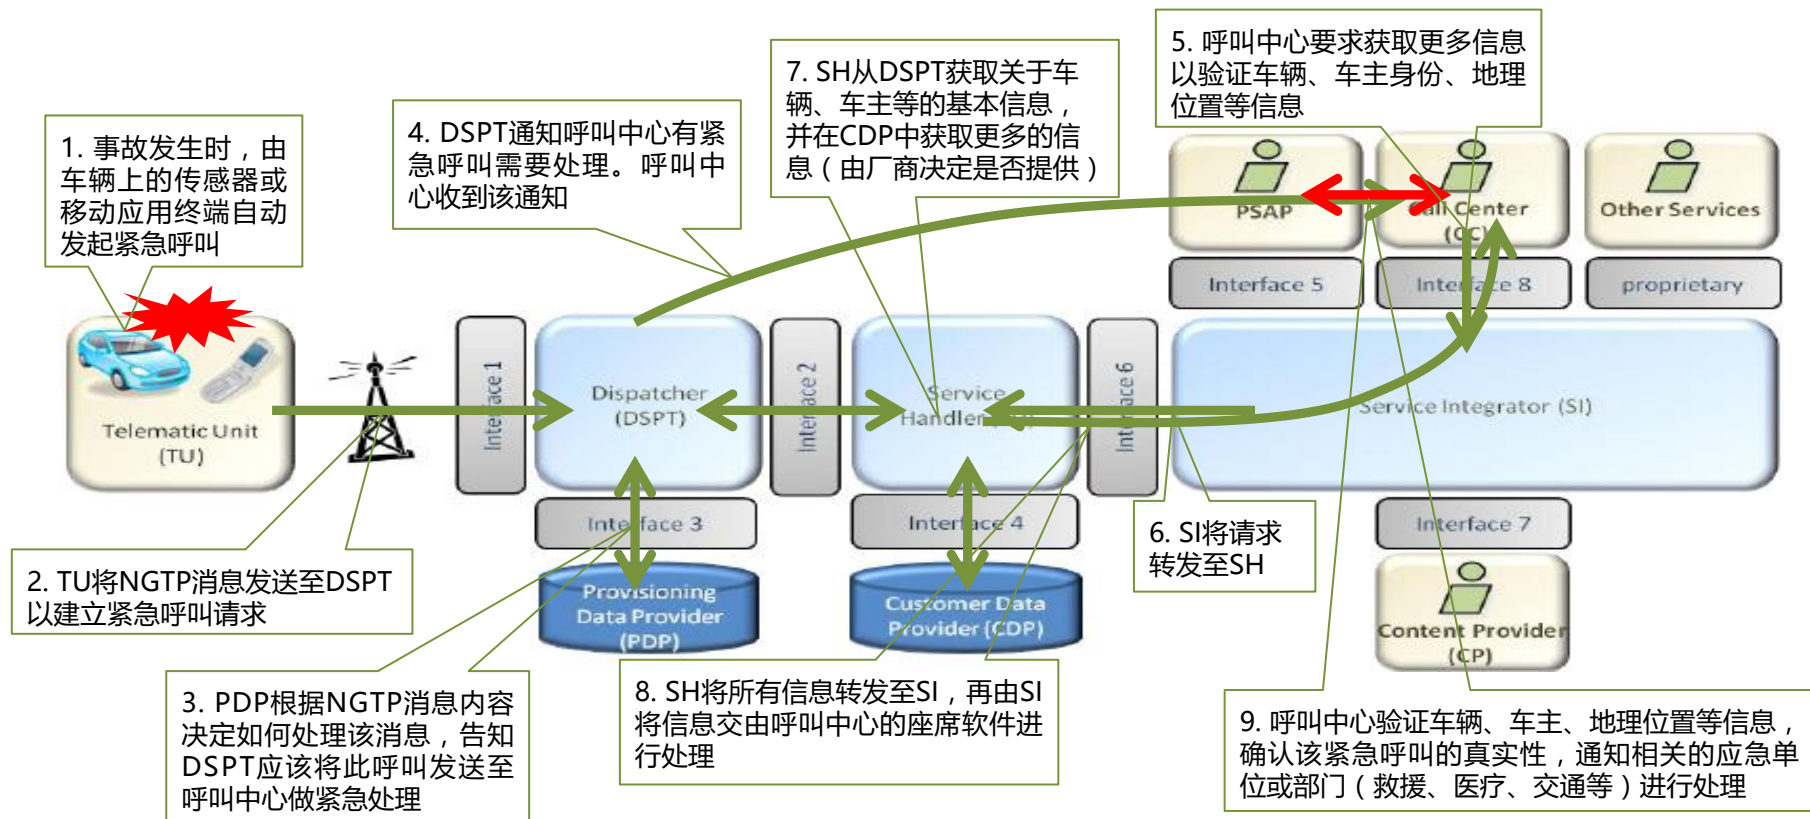 1. 事故发生时，由
车辆上的传感器或
移动应用终端自动
发起紧急呼叫
4. DSPT通知呼叫中心有紧
急呼叫需要处理。呼叫中
心收到该通知
7. SH从DSPT获取关于车
辆、车主等的基本信息，
并在CDP中获取更多的信
息（由厂商决定是否提供）
5. 呼叫中心要求获取更多信息
以验证车辆、车主身份、地理
位置等信息
PSAP
Call Center
(CC)
Other Services
Interface 5
Interface 8
proprietary
Telematic Unit
(TU)
Interface 1
Dispatcher
(DSPT)
Interface 2
Service
Handler
Interface 6
Service Integrator (SI)
Interface 3
Interface 4
Interface 7
Provisioning
Data Provider
(PDP)
Customer Data
Provider (CDP)
Content Provider
(CP)
2. TU将NGTP消息发送至DSPT
以建立紧急呼叫请求
6. SI将请求
转发至SH
3. PDP根据NGTP消息内容
决定如何处理该消息，告知
DSPT应该将此呼叫发送至
呼叫中心做紧急处理
8. SH将所有信息转发至SI，再由SI
将信息交由呼叫中心的座席软件进
行处理
9. 呼叫中心验证车辆、车主、地理位置等信息，
确认该紧急呼叫的真实性，通知相关的应急单
位或部门（救援、医疗、交通等）进行处理